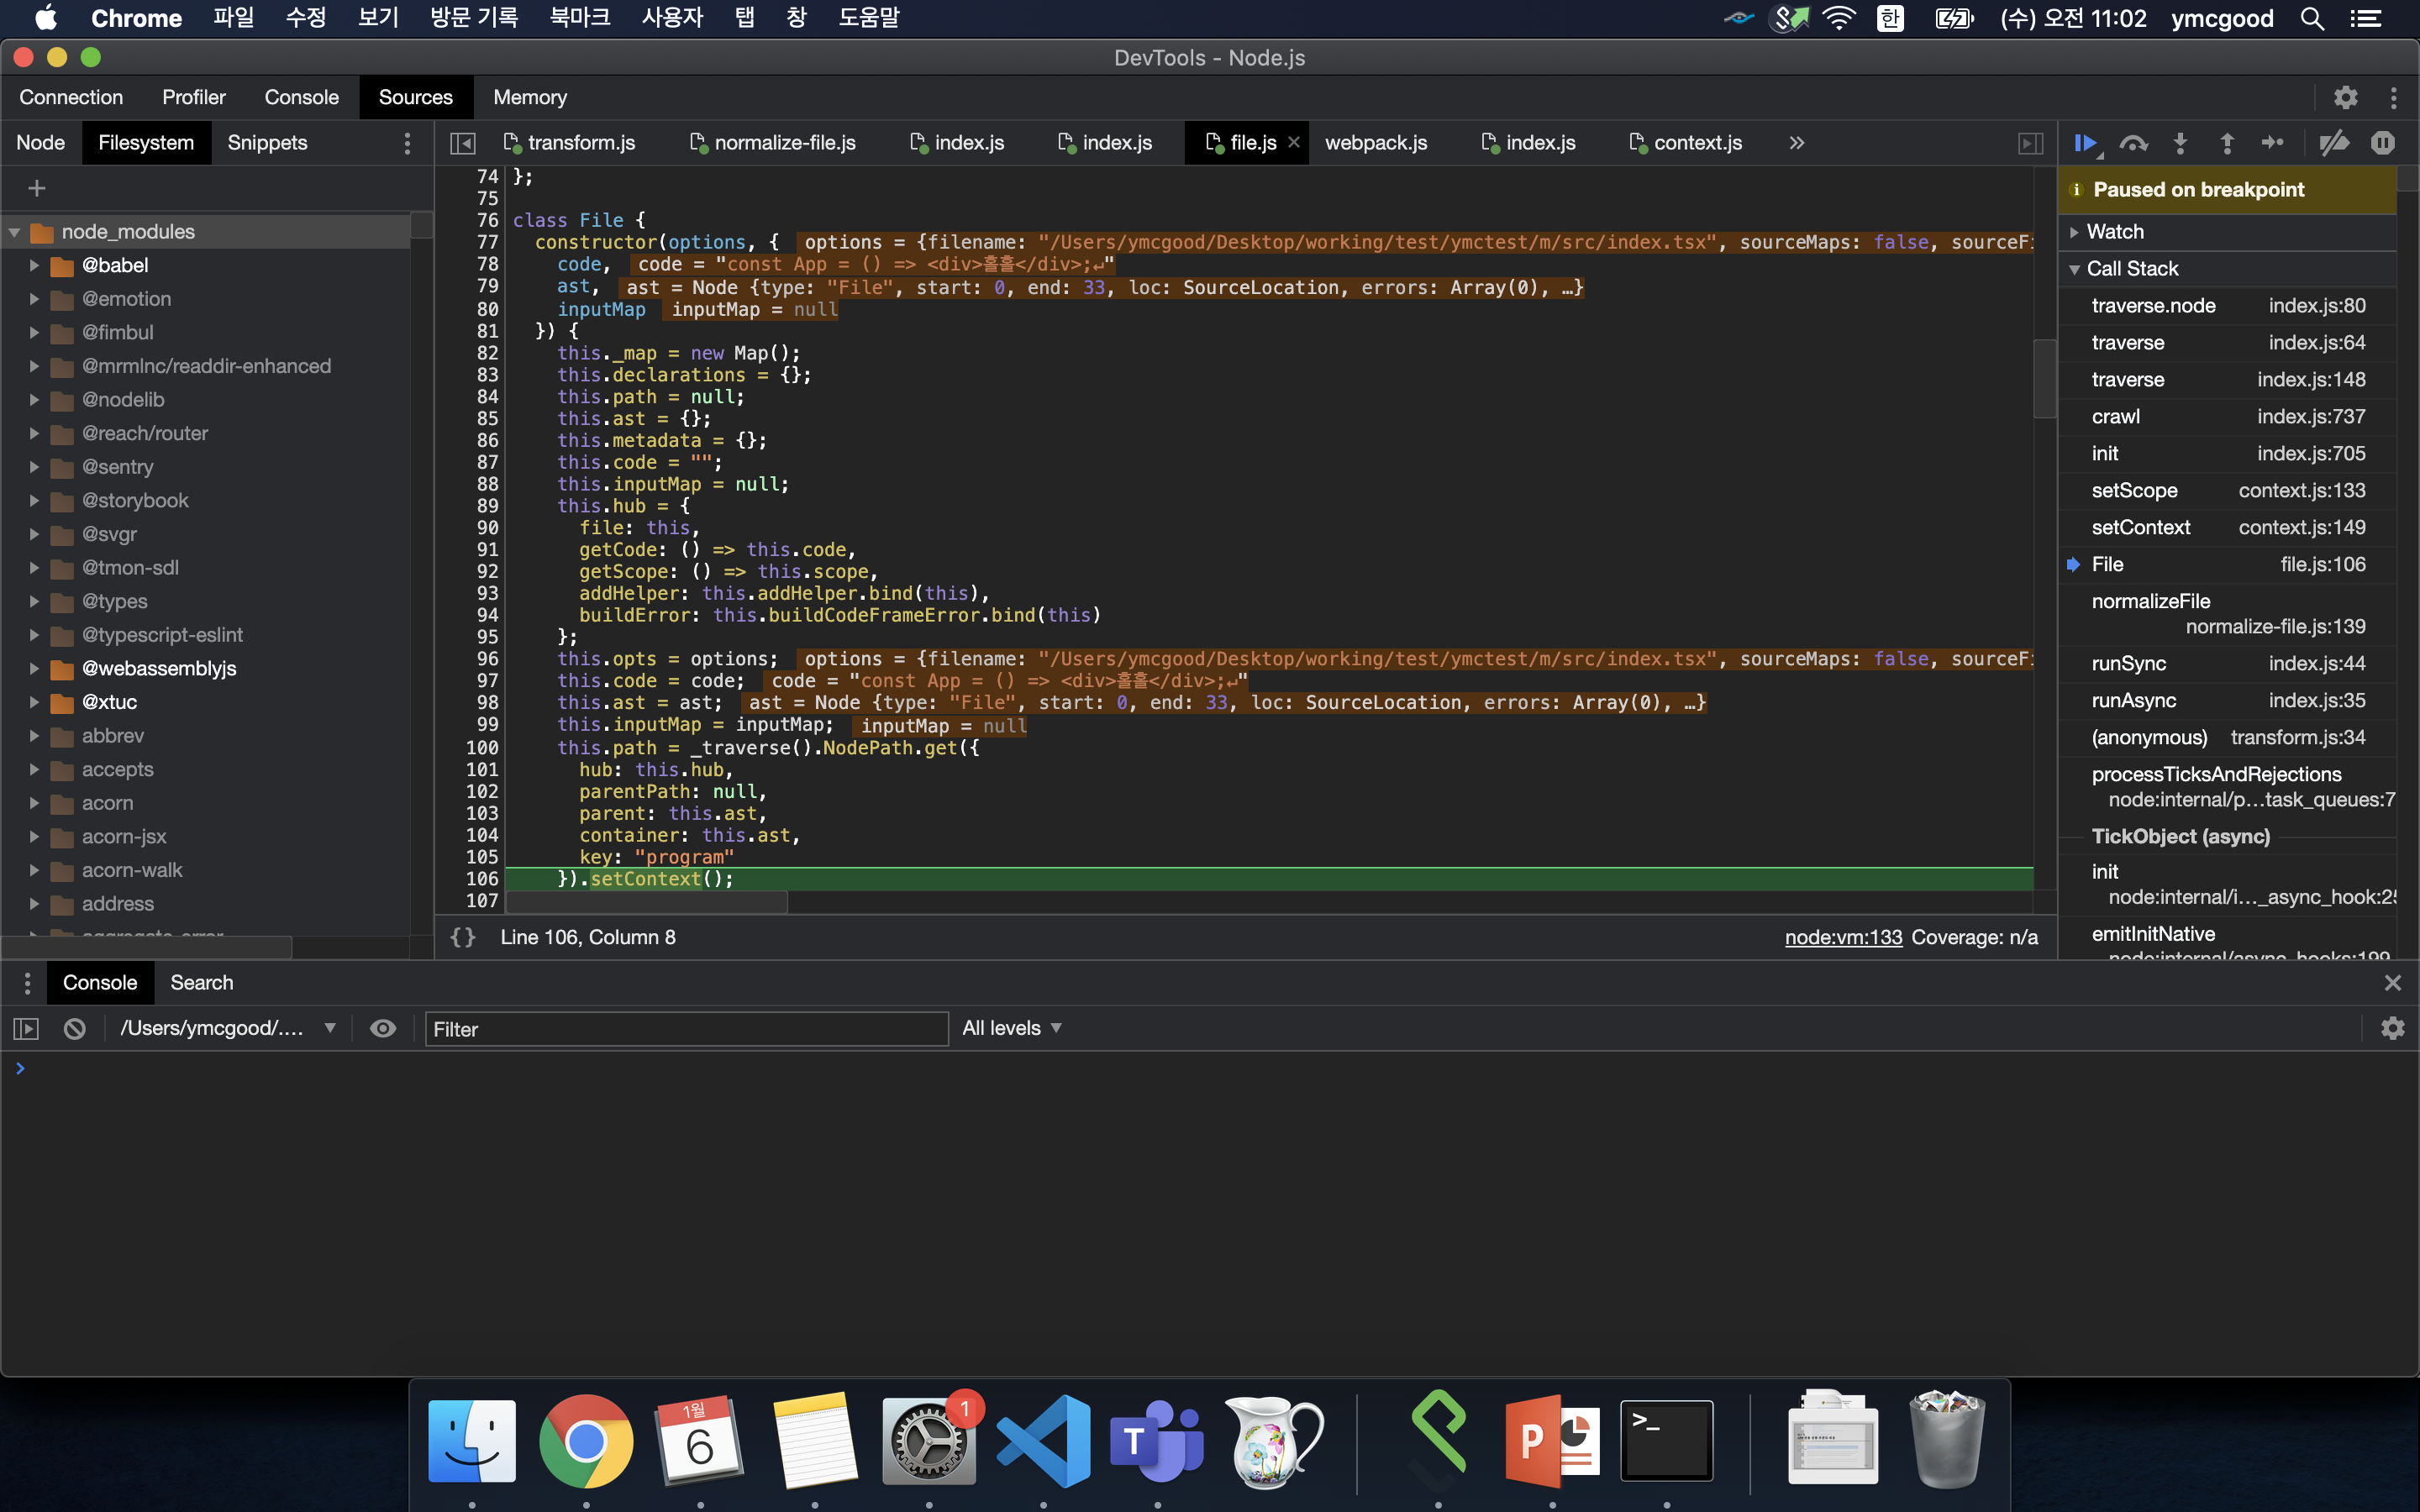 Chrome 파일 수정 보기 방문 기록 북마크 사용자 탭 창 도움말 한 (수) 오전 11:02 ymcgood
DevTools - Node.js
Connection Profiler Console Sources Memory
Node Filesystem Snippets
transform.js normalize-file.js index.js index.js file.js webpack.js index.js context.js
node_modules
@babel
@emotion
@fimbul
@mrmlnc/readdir-enhanced
@nodelib
@reach/router
@sentry
@storybook
@svgr
@tmon-sdl
@types
@typescript-eslint
@webassemblyjs
@xtuc
abbrev
accepts
acorn
acorn-jsx
acorn-walk
address
aggregate-error
74 };
75
76 class File {
77 constructor(options, { options = {filename: "/Users/ymcgood/Desktop/working/test/ymctest/m/src/index.tsx", sourceMaps: false, sourceFi
78 code, code = "const App = () => <div>홀홀</div>;↵"
79 ast, ast = Node {type: "File", start: 0, end: 33, loc: SourceLocation, errors: Array(0), …}
80 inputMap inputMap = null
81 }) {
82 this._map = new Map();
83 this.declarations = {};
84 this.path = null;
85 this.ast = {};
86 this.metadata = {};
87 this.code = "";
88 this.inputMap = null;
89 this.hub = {
90 file: this,
91 getCode: () => this.code,
92 getScope: () => this.scope,
93 addHelper: this.addHelper.bind(this),
94 buildError: this.buildCodeFrameError.bind(this)
95 };
96 this.opts = options; options = {filename: "/Users/ymcgood/Desktop/working/test/ymctest/m/src/index.tsx", sourceMaps: false, sourceFi
97 this.code = code; code = "const App = () => <div>홀홀</div>;↵"
98 this.ast = ast; ast = Node {type: "File", start: 0, end: 33, loc: SourceLocation, errors: Array(0), …}
99 this.inputMap = inputMap; inputMap = null
100 this.path = _traverse().NodePath.get({
101 hub: this.hub,
102 parentPath: null,
103 parent: this.ast,
104 container: this.ast,
105 key: "program"
106 }).setContext();
107
{} Line 106, Column 8 node:vm:133 Coverage: n/a
Paused on breakpoint
Watch
Call Stack
traverse.node index.js:80
traverse index.js:64
traverse index.js:148
crawl index.js:737
init index.js:705
setScope context.js:133
setContext context.js:149
File file.js:106
normalizeFile
normalize-file.js:139
runSync index.js:44
runAsync index.js:35
(anonymous) transform.js:34
processTicksAndRejections
node:internal/p…task_queues:7
TickObject (async)
init
node:internal/i…_async_hook:25
emitInitNative
node:internal/async_hooks:199
Console Search
/Users/ymcgood/.... Filter All levels
1월
6
1
T
P
>_